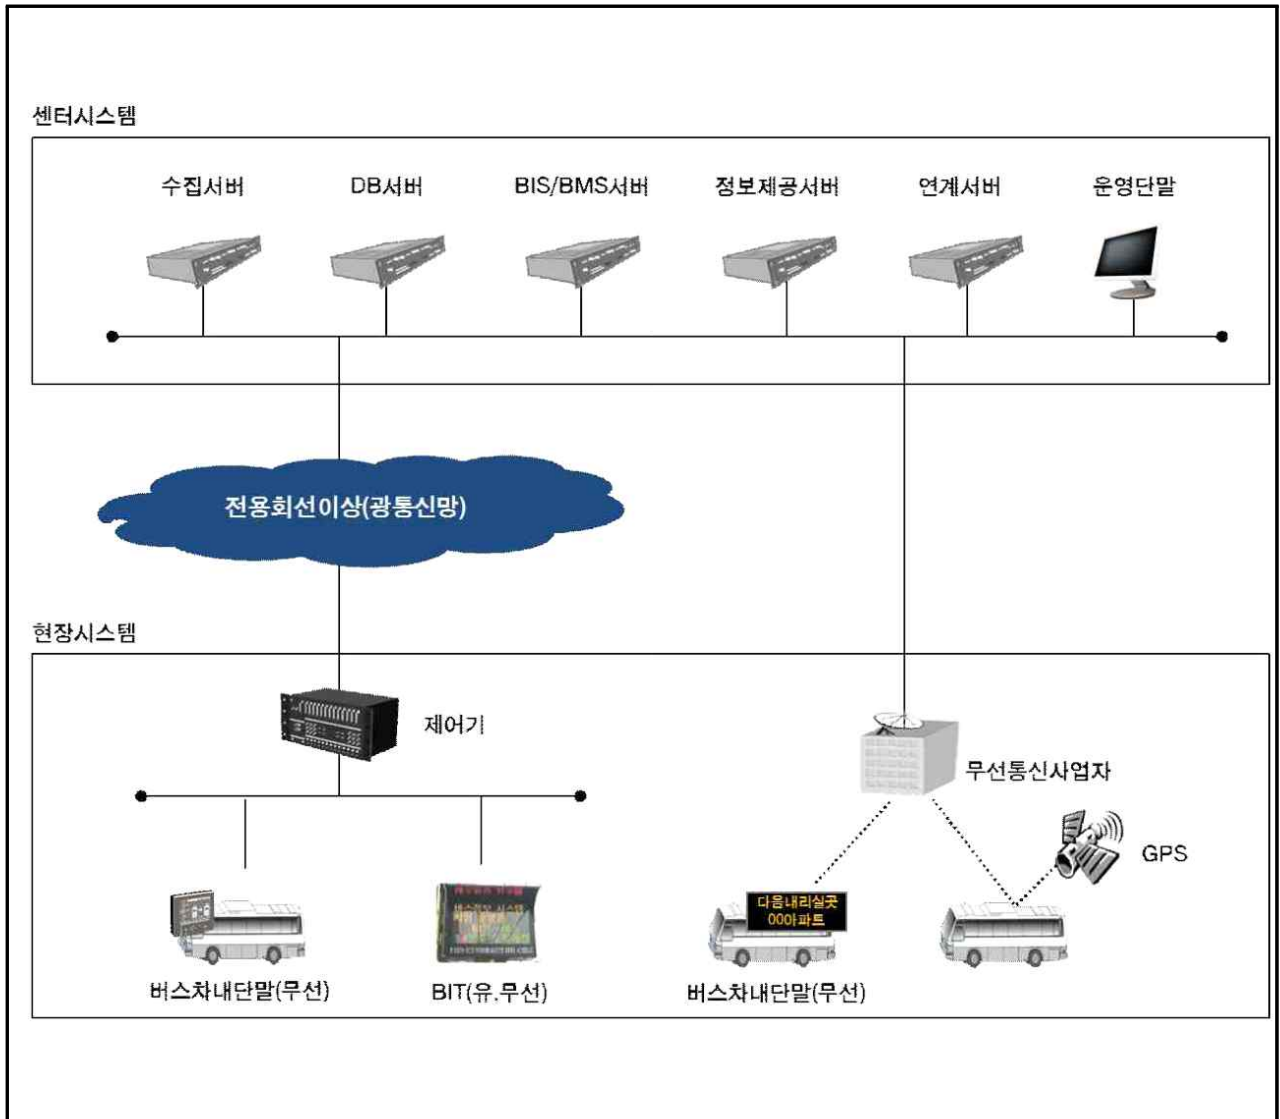 센터시스템
수집서버
DB서버
BIS/BMS서버
정보제공서버
연계서버
운영단말
전용회선이상(광통신망)
현장시스템
제어기
무선통신사업자
GPS
다음내리실곳
00아파트
버스차내단말(무선)
BIT(유.무선)
버스차내단말(무선)